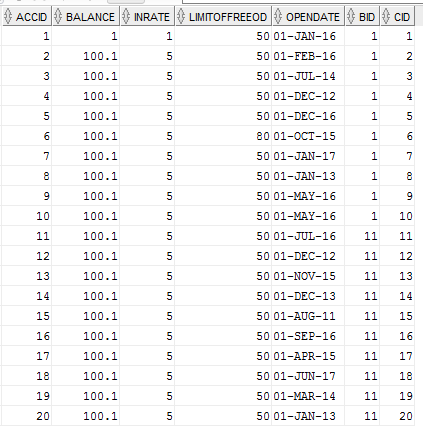 ACCID BALANCE INRATE LIMITOFFREEOD OPENDATE BID CID
1 1 1 50 01-JAN-16 1 1
2 100.1 5 50 01-FEB-16 1 2
3 100.1 5 50 01-JUL-14 1 3
4 100.1 5 50 01-DEC-12 1 4
5 100.1 5 50 01-DEC-16 1 5
6 100.1 5 80 01-OCT-15 1 6
7 100.1 5 50 01-JAN-17 1 7
8 100.1 5 50 01-JAN-13 1 8
9 100.1 5 50 01-MAY-16 1 9
10 100.1 5 50 01-MAY-16 1 10
11 100.1 5 50 01-JUL-16 11 11
12 100.1 5 50 01-DEC-12 11 12
13 100.1 5 50 01-NOV-15 11 13
14 100.1 5 50 01-DEC-13 11 14
15 100.1 5 50 01-AUG-11 11 15
16 100.1 5 50 01-SEP-16 11 16
17 100.1 5 50 01-APR-15 11 17
18 100.1 5 50 01-JUN-17 11 18
19 100.1 5 50 01-MAR-14 11 19
20 100.1 5 50 01-JAN-13 11 20